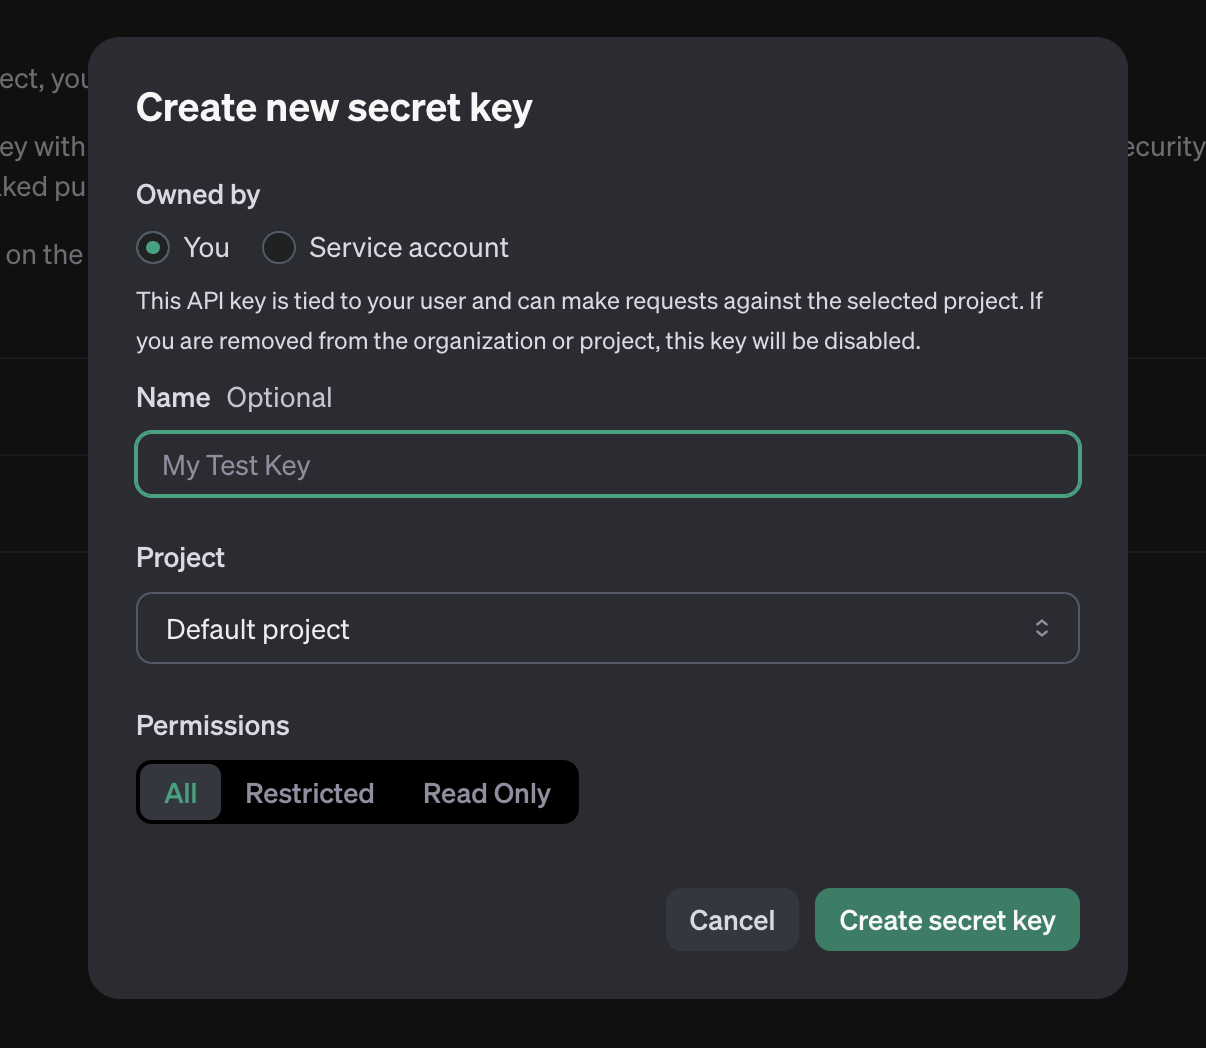 Create new secret key
ect, you
ey with
ecurity
ked pu
on the
Owned by
You Service account
This API key is tied to your user and can make requests against the selected project. If
you are removed from the organization or project, this key will be disabled.
Name Optional
My Test Key
Project
Default project
Permissions
All Restricted Read Only
Cancel Create secret key